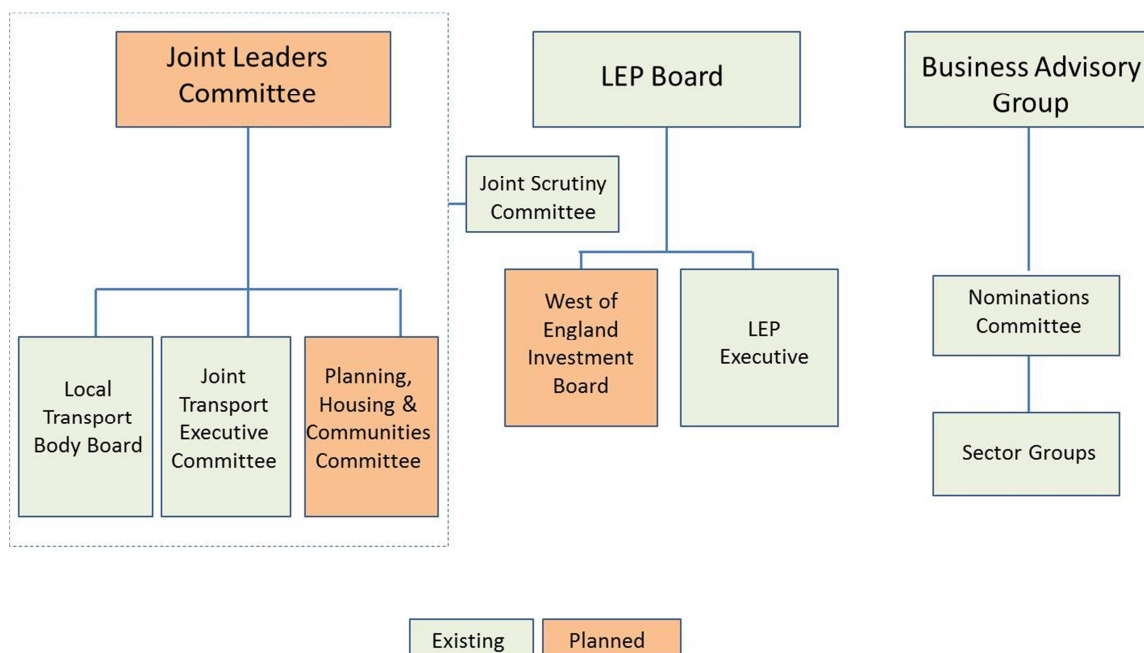 Joint Leaders
Committee
LEP Board
Business Advisory
Group
Joint Scrutiny
Committee
Local
Transport
Body Board
Joint
Transport
Executive
Committee
Planning,
Housing &
Communities
Committee
West of
England
Investment
Board
LEP
Executive
Nominations
Committee
Sector Groups
Existing
Planned